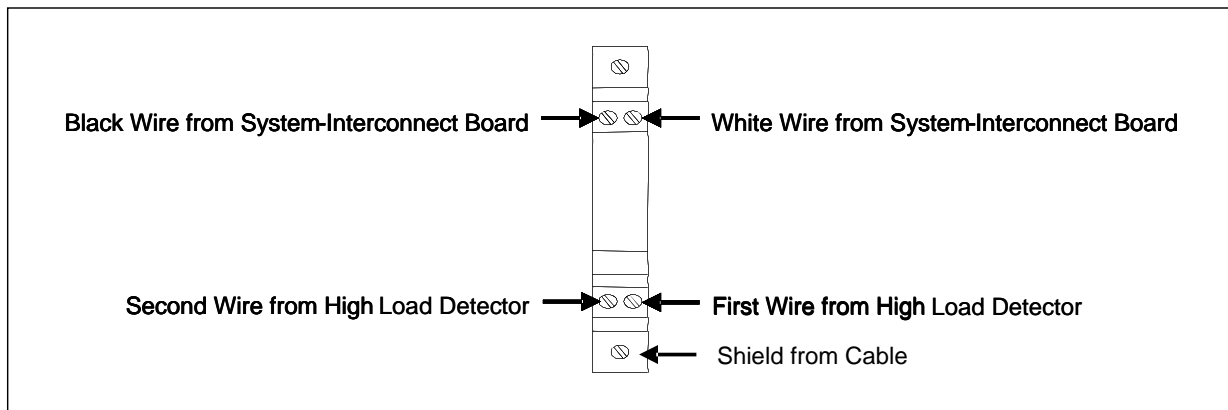 Black Wire from System-Interconnect Board
White Wire from System-Interconnect Board
Second Wire from High Load Detector
First Wire from High Load Detector
Shield from Cable